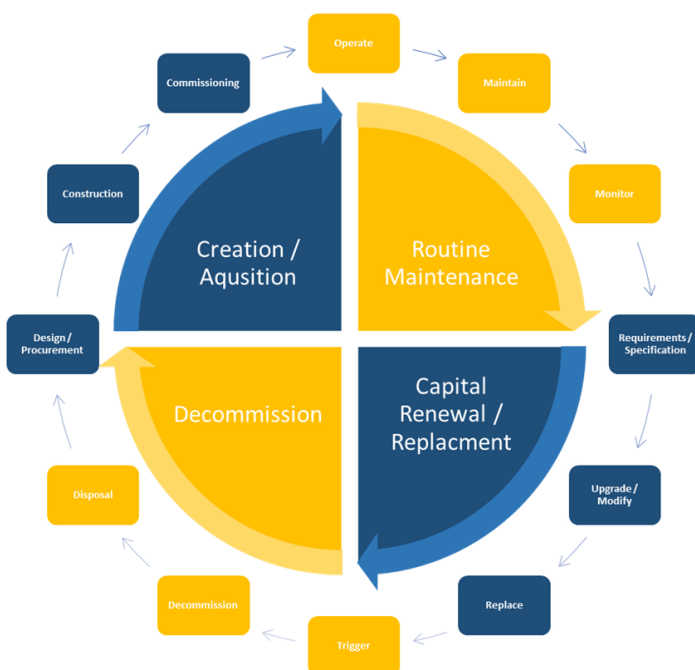 Operate
Commissioning
Maintain
Construction
Monitor
Creation /
Aqusition
Routine
Maintenance
Design /
Procurement
Requirements /
Specification
Decommission
Capital
Renewal /
Replacment
Disposal
Upgrade /
Modify
Decommission
Replace
Trigger